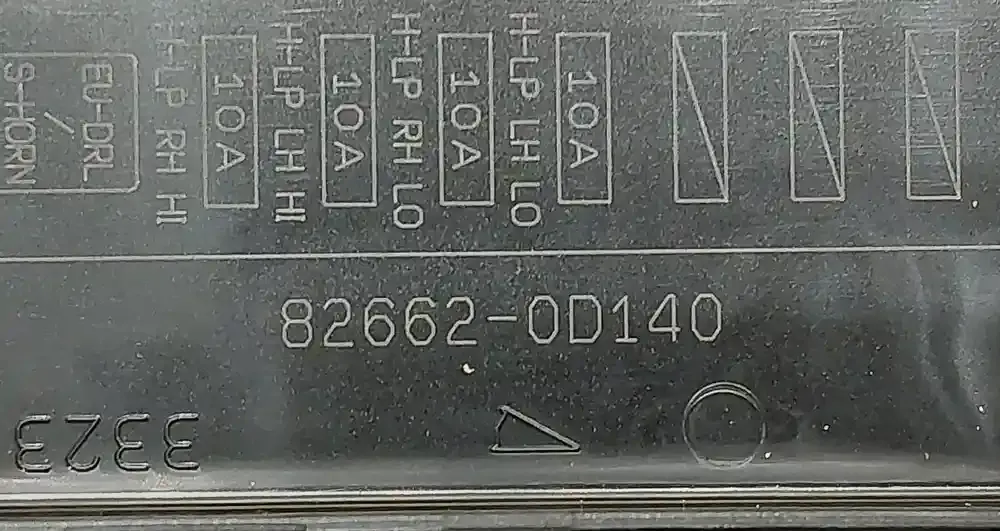 EU-DRL
/
S-HORN
H-LP RH HI
10A
H-LP LH HI
10A
H-LP RH LO
10A
H-LP LH LO
10A
82662-0D140
3323